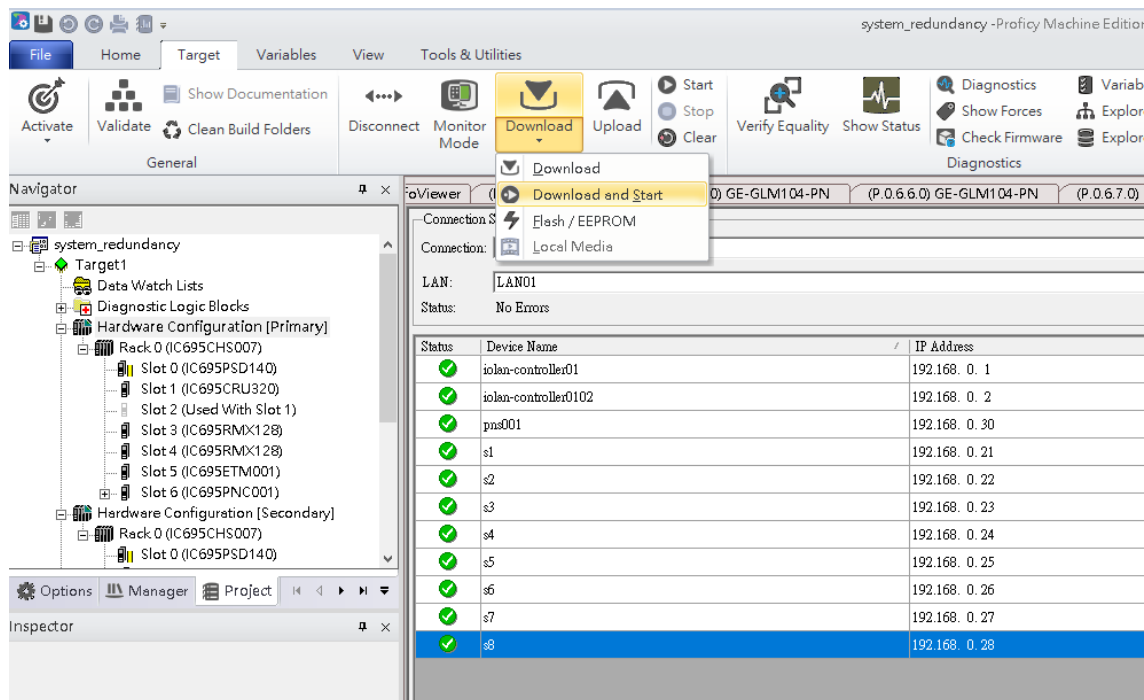 system_redundancy -Proficy Machine Edition
File Home Target Variables View Tools & Utilities
Activate
Validate
Show Documentation
Clean Build Folders
General
Disconnect
Monitor Mode
Download
Upload
Start
Stop
Clear
Verify Equality
Show Status
Diagnostics
Show Forces
Check Firmware
Variab
Explor
Explor
Diagnostics
Download
Download and Start
Flash / EEPROM
Local Media
Navigator
system_redundancy
Target1
Data Watch Lists
Diagnostic Logic Blocks
Hardware Configuration [Primary]
Rack 0 (IC695CHS007)
Slot 0 (IC695PSD140)
Slot 1 (IC695CRU320)
Slot 2 (Used With Slot 1)
Slot 3 (IC695RMX128)
Slot 4 (IC695RMX128)
Slot 5 (IC695ETM001)
Slot 6 (IC695PNC001)
Hardware Configuration [Secondary]
Rack 0 (IC695CHS007)
Slot 0 (IC695PSD140)
Options Manager Project
Inspector
foViewer 0) GE-GLM104-PN (P.0.6.6.0) GE-GLM104-PN (P.0.6.7.0)
Connection S
Connection:
LAN: LAN01
Status: No Errors
Status Device Name IP Address
iolan-controller01 192.168. 0. 1
iolan-controller0102 192.168. 0. 2
pns001 192.168. 0.30
s1 192.168. 0.21
s2 192.168. 0.22
s3 192.168. 0.23
s4 192.168. 0.24
s5 192.168. 0.25
s6 192.168. 0.26
s7 192.168. 0.27
s8 192.168. 0.28